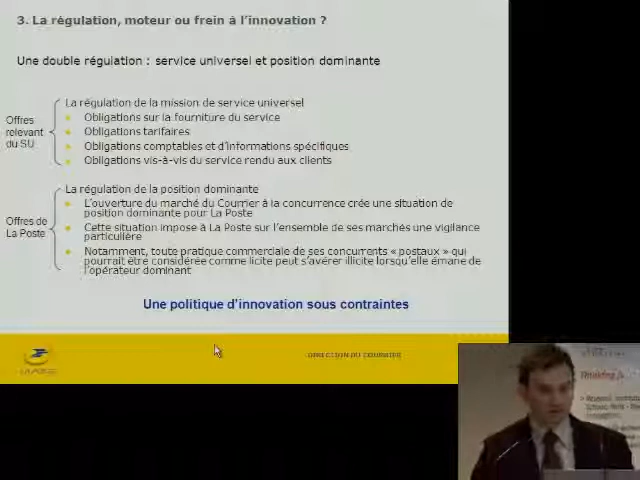 3. La régulation, moteur ou frein à l'innovation ?
Une double régulation : service universel et position dominante
Offres
relevant
du SU
La régulation de la mission de service universel
Obligations sur la fourniture du service
Obligations tarifaires
Obligations comptables et d'informations spécifiques
Obligations vis-à-vis du service rendu aux clients
Offres de
La Poste
La régulation de la position dominante
L'ouverture du marché du Courrier à la concurrence crée une situation de
position dominante pour La Poste
Cette situation impose à La Poste sur l'ensemble de ses marchés une vigilance
particulière
Notamment, toute pratique commerciale de ses concurrents « postaux » qui
pourrait être considérée comme licite peut s'avérer illicite lorsqu'elle émane de
l'opérateur dominant
Une politique d'innovation sous contraintes
LA POSTE
DIRECTION DU COURRIER
Thinking